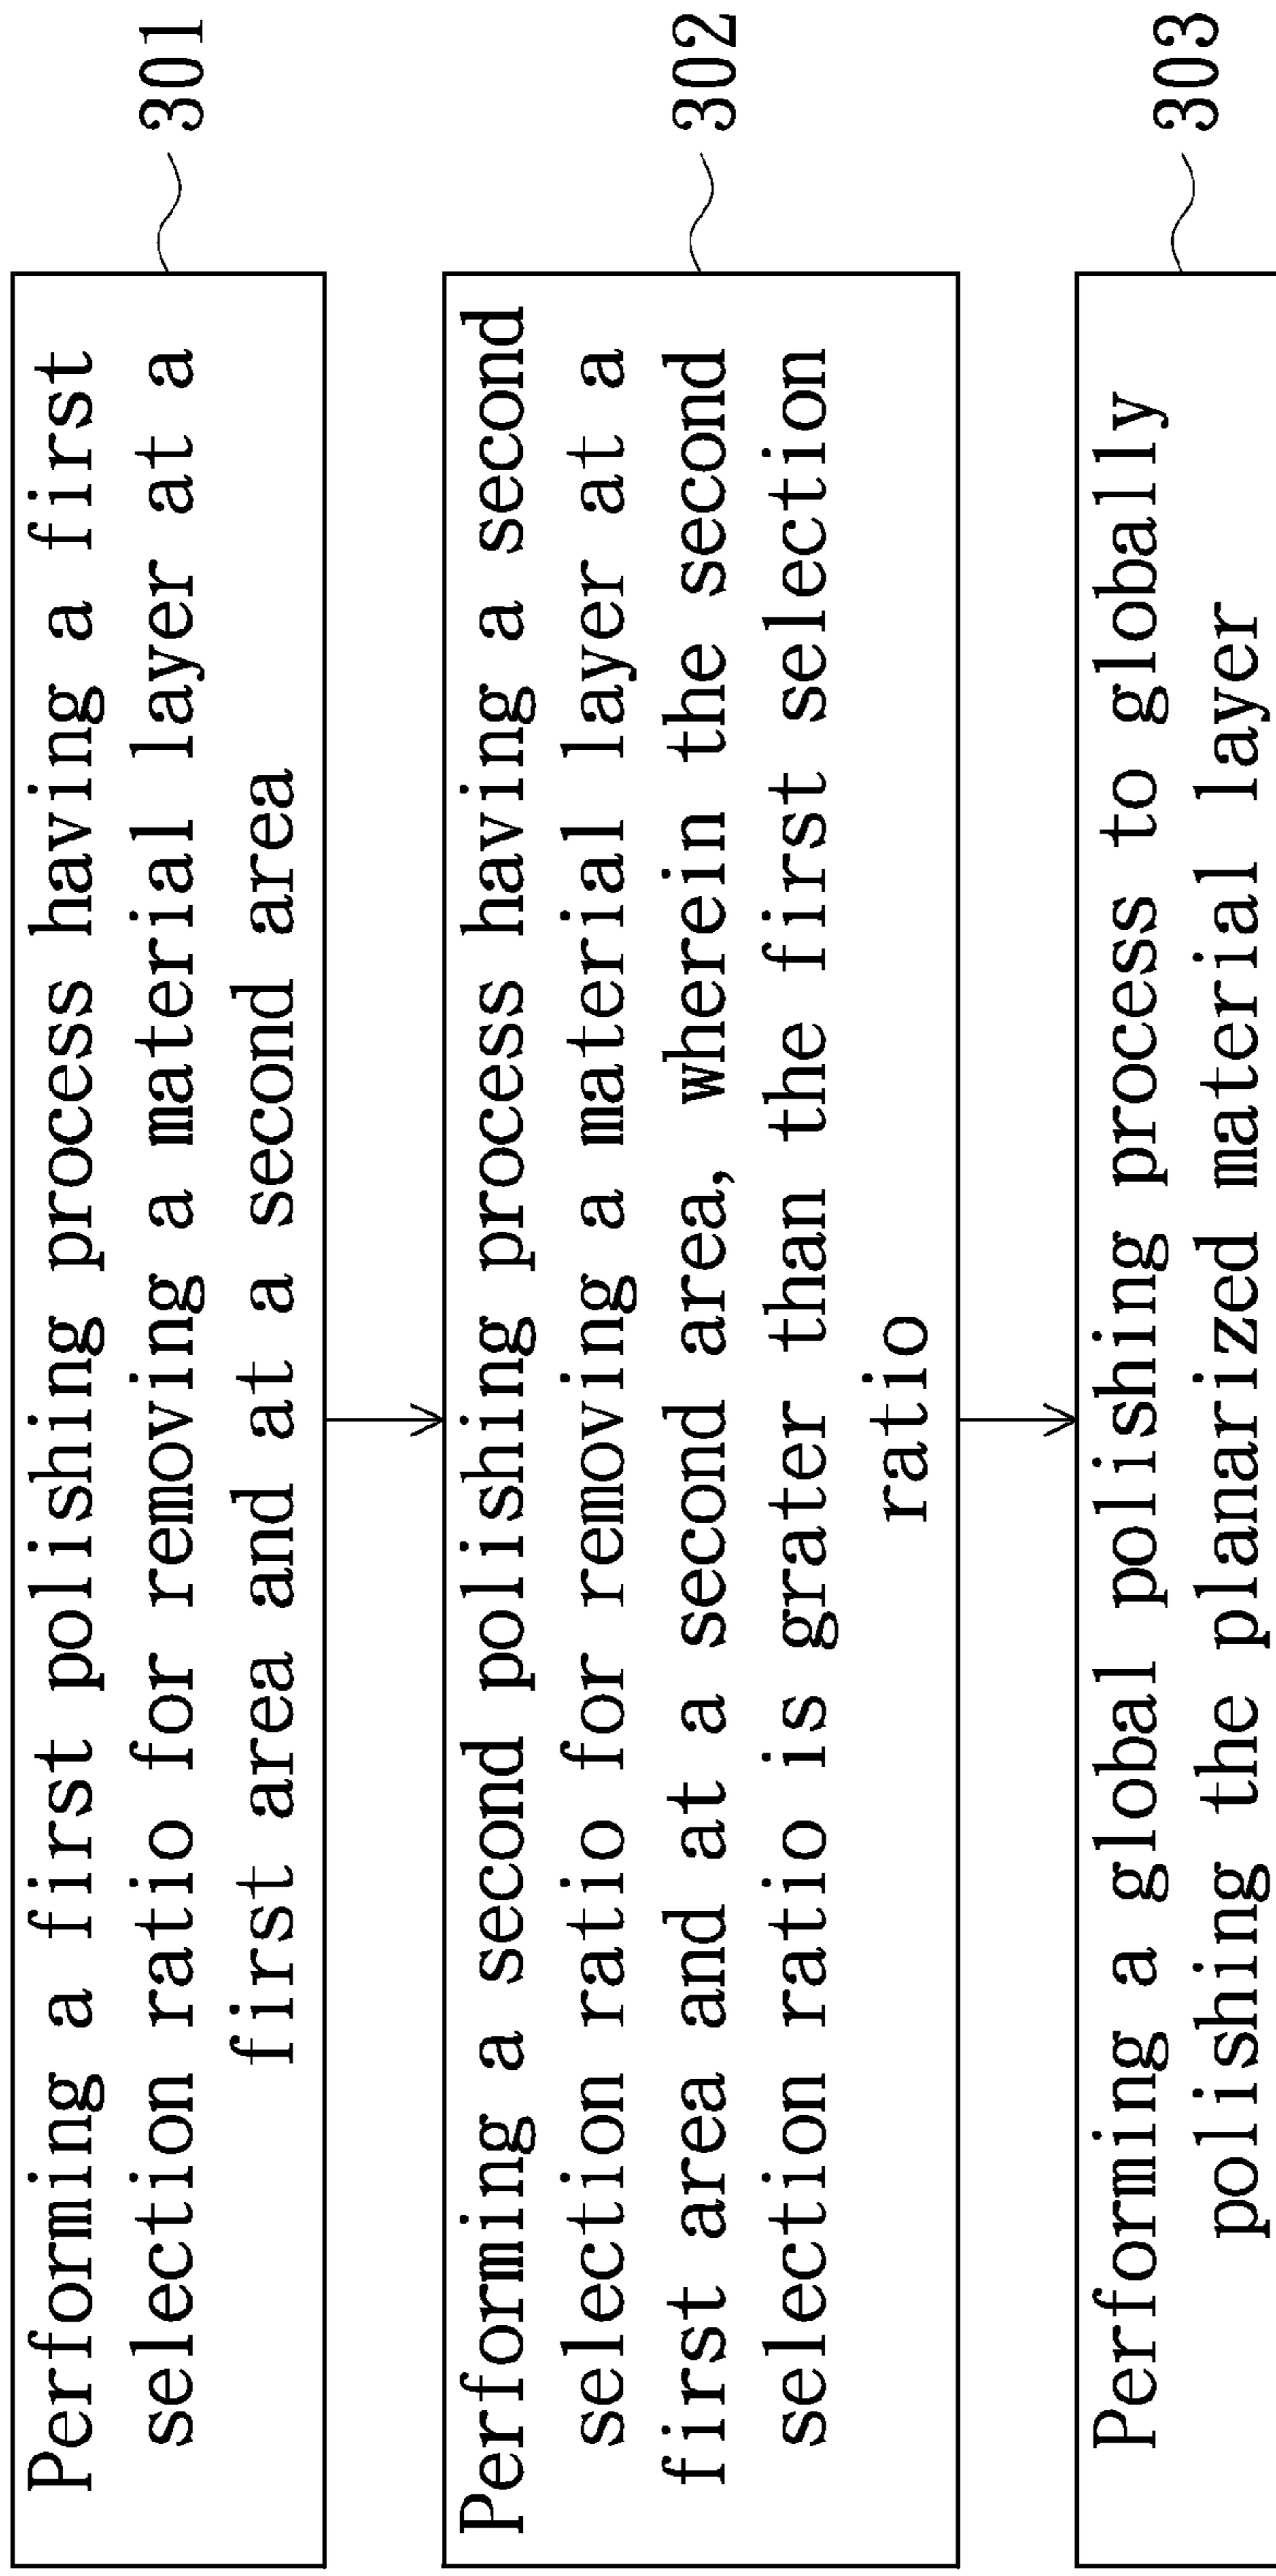 Performing a first polishing process having a first
selection ratio for removing a material layer at a
first area and at a second area
301
Performing a second polishing process having a second
selection ratio for removing a material layer at a
first area and at a second area, wherein the second
selection ratio is grater than the first selection
ratio
302
Performing a global polishing process to globally
polishing the planarized material layer
303